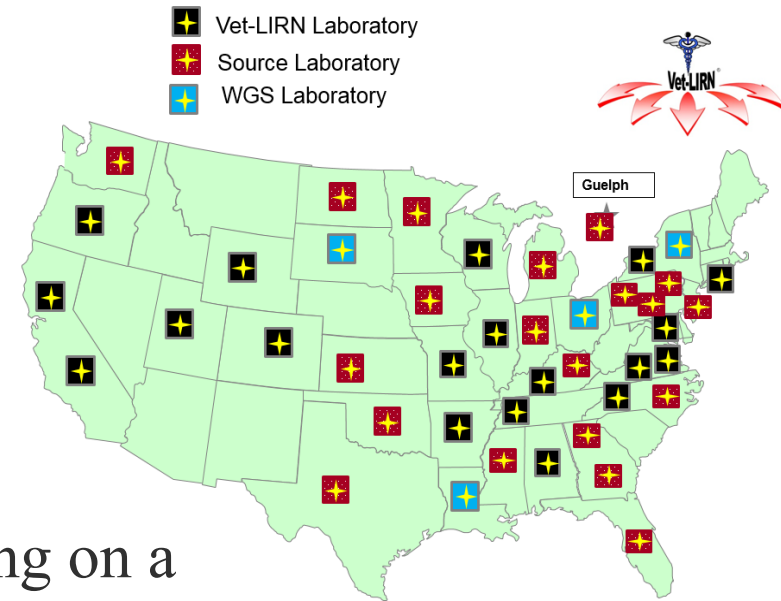 Vet-LIRN Laboratory
Source Laboratory
WGS Laboratory
Vet-LIRN®
Guelph
ng on a